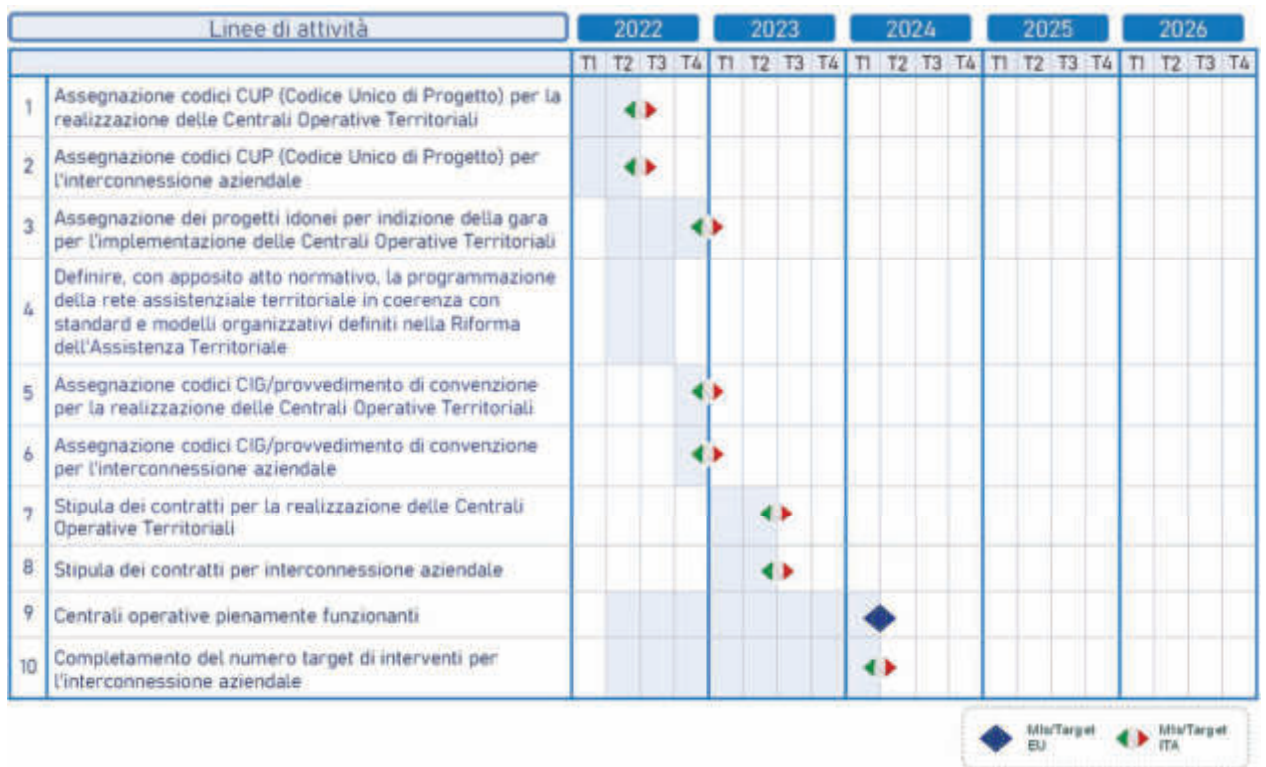 Linee di attività 2022 2023 2024 2025 2026
T1 T2 T3 T4 T1 T2 T3 T4 T1 T2 T3 T4 T1 T2 T3 T4 T1 T2 T3 T4
1 Assegnazione codici CUP (Codice Unico di Progetto) per la
realizzazione delle Centrali Operative Territoriali
2 Assegnazione codici CUP (Codice Unico di Progetto) per
l'interconnessione aziendale
3 Assegnazione dei progetti idonei per indizione della gara
per l'implementazione delle Centrali Operative Territoriali
4 Definire, con apposito atto normativo, la programmazione
della rete assistenziale territoriale in coerenza con
standard e modelli organizzativi definiti nella Riforma
dell'Assistenza Territoriale
5 Assegnazione codici CIG/provvedimento di convenzione
per la realizzazione delle Centrali Operative Territoriali
6 Assegnazione codici CIG/provvedimento di convenzione
per l'interconnessione aziendale
7 Stipula dei contratti per la realizzazione delle Centrali
Operative Territoriali
8 Stipula dei contratti per interconnessione aziendale
9 Centrali operative pienamente funzionanti
10 Completamento del numero target di interventi per
l'interconnessione aziendale
Mls/Target
EU
Mls/Target
ITA